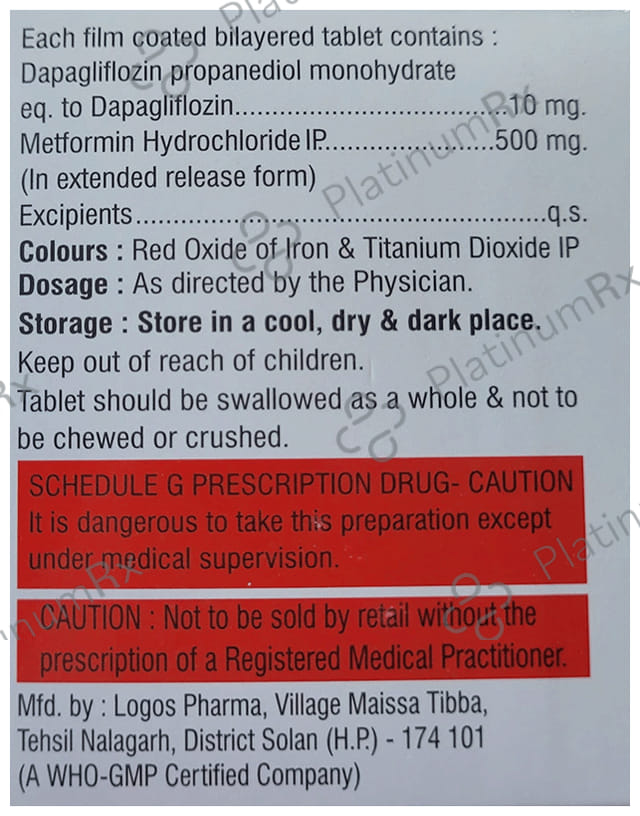 Each film coated bilayered tablet contains :
Dapagliflozin propanediol monohydrate
eq. to Dapagliflozin....................................10 mg.
Metformin Hydrochloride IP......................500 mg.
(In extended release form)
Excipients......................................................q.s.
Colours : Red Oxide of Iron & Titanium Dioxide IP
Dosage : As directed by the Physician.
Storage : Store in a cool, dry & dark place.
Keep out of reach of children.
Tablet should be swallowed as a whole & not to
be chewed or crushed.
SCHEDULE G PRESCRIPTION DRUG- CAUTION
It is dangerous to take this preparation except
under medical supervision.
CAUTION : Not to be sold by retail without the
prescription of a Registered Medical Practitioner.
Mfd. by : Logos Pharma, Village Maissa Tibba,
Tehsil Nalagarh, District Solan (H.P.) - 174 101
(A WHO-GMP Certified Company)
PlatinumRx
PlatinumRx
PlatinumRx